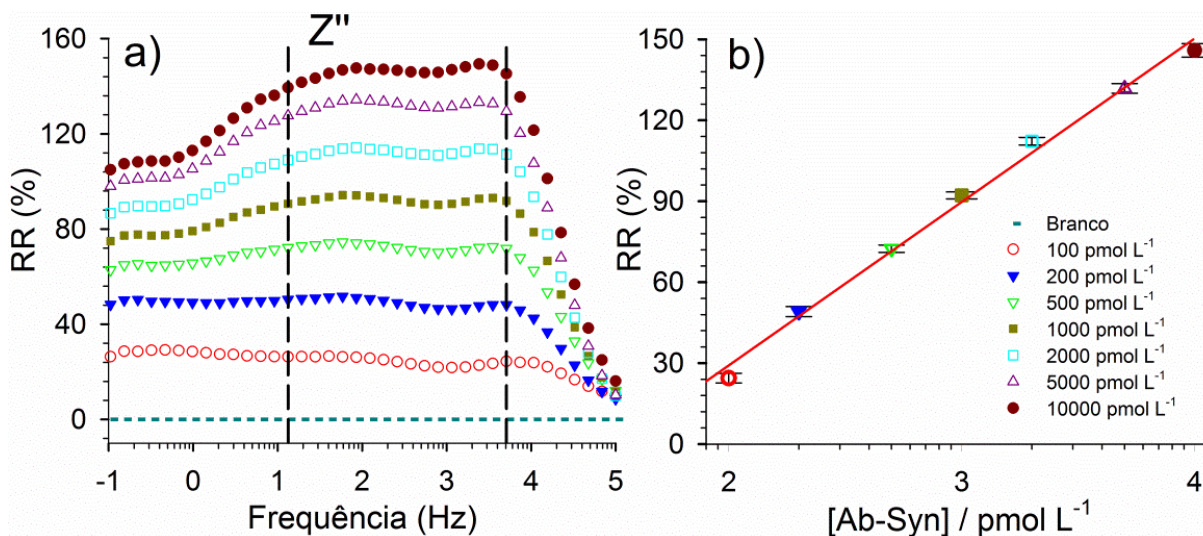 a)
Z''
RR (%)
160
120
80
40
0
-1 0 1 2 3 4 5
Frequência (Hz)
b)
RR (%)
150
120
90
60
30
0
Branco
100 pmol L⁻¹
200 pmol L⁻¹
500 pmol L⁻¹
1000 pmol L⁻¹
2000 pmol L⁻¹
5000 pmol L⁻¹
10000 pmol L⁻¹
2 3 4
[Ab-Syn] / pmol L⁻¹